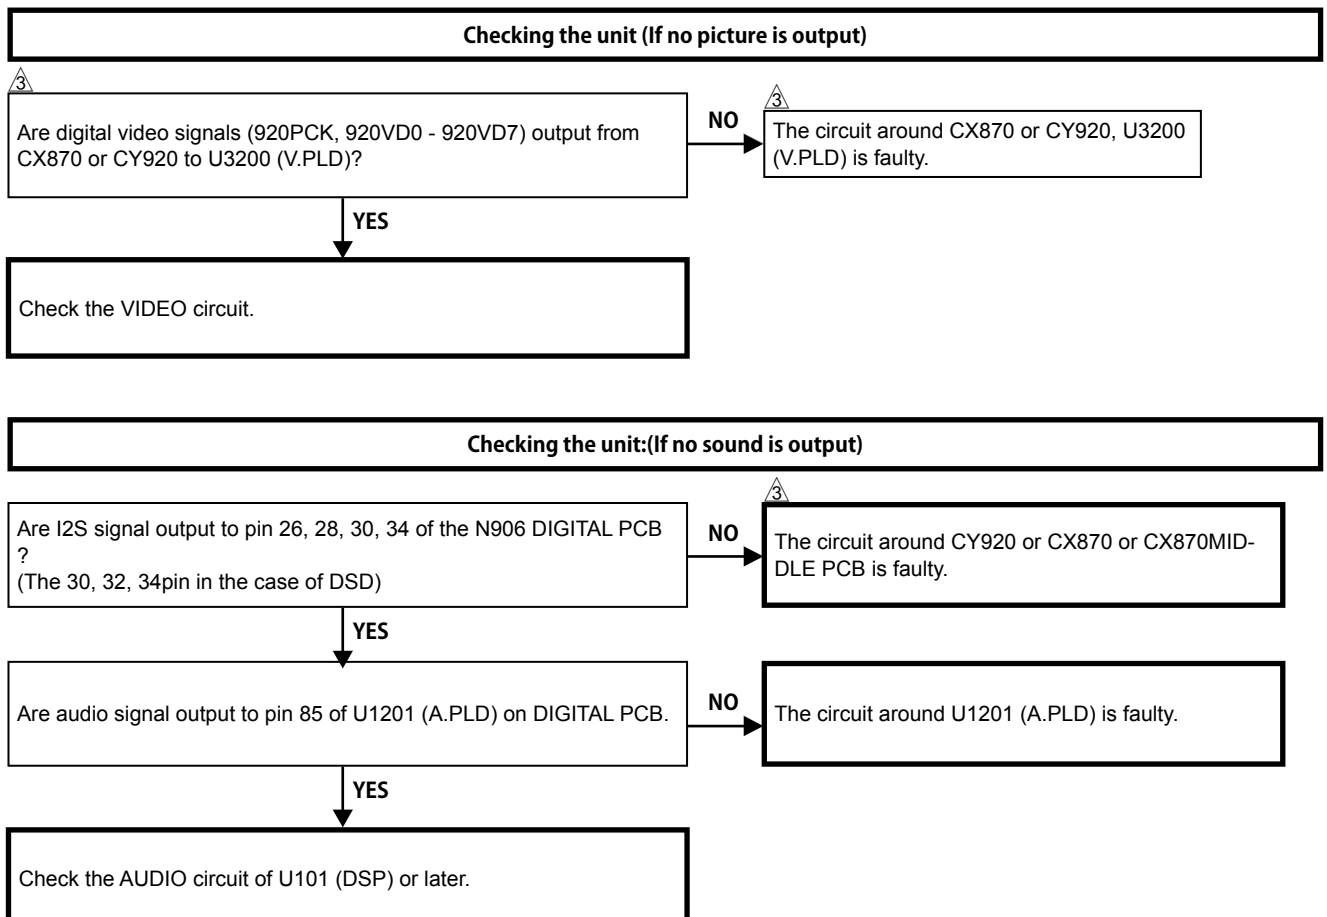 Checking the unit (If no picture is output)
3
3
Are digital video signals (920PCK, 920VD0 - 920VD7) output from
CX870 or CY920 to U3200 (V.PLD)?
NO
The circuit around CX870 or CY920, U3200
(V.PLD) is faulty.
YES
Check the VIDEO circuit.
Checking the unit:(If no sound is output)
3
Are I2S signal output to pin 26, 28, 30, 34 of the N906 DIGITAL PCB
?
(The 30, 32, 34pin in the case of DSD)
NO
The circuit around CY920 or CX870 or CX870MID-
DLE PCB is faulty.
YES
Are audio signal output to pin 85 of U1201 (A.PLD) on DIGITAL PCB.
NO
The circuit around U1201 (A.PLD) is faulty.
YES
Check the AUDIO circuit of U101 (DSP) or later.